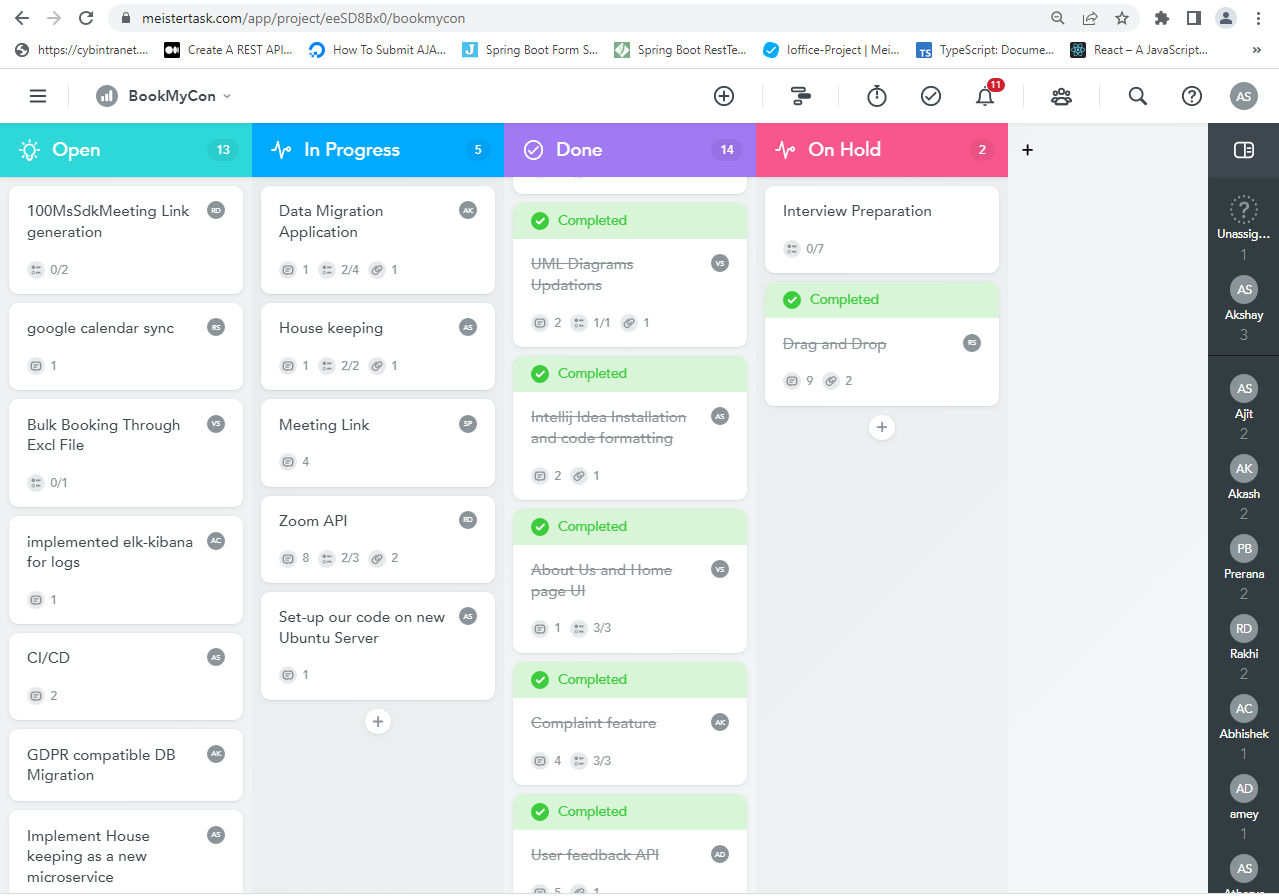 meistertask.com/app/project/eeSD8Bx0/bookmycon
https://cybintranet....
Create A REST API...
How To Submit AJA...
Spring Boot Form S...
Spring Boot RestTe...
Ioffice-Project | Mei...
TypeScript: Docume...
React – A JavaScript...
»
BookMyCon
11
AS
Open 13
In Progress 5
Done 14
On Hold 2
100MsSdkMeeting Link
generation
RD
0/2
google calendar sync
RS
1
Bulk Booking Through
Excl File
VS
0/1
implemented elk-kibana
for logs
AC
1
CI/CD
AS
2
GDPR compatible DB
Migration
AK
Implement House
keeping as a new
microservice
AS
Data Migration
Application
AK
1 2/4 1
House keeping
AS
1 2/2 1
Meeting Link
SP
4
Zoom API
RD
8 2/3 2
Set-up our code on new
Ubuntu Server
AS
1
Completed
UML Diagrams
Updations
VS
2 1/1 1
Completed
Intellij Idea Installation
and code formatting
AS
2 1
Completed
About Us and Home
page UI
VS
1 3/3
Completed
Complaint feature
AK
4 3/3
Completed
User feedback API
AD
5 1
Interview Preparation
0/7
Completed
Drag and Drop
RS
9 2
Unassig...
1
AS
Akshay
3
AS
Ajit
2
AK
Akash
2
PB
Prerana
2
RD
Rakhi
2
AC
Abhishek
1
AD
amey
1
AS